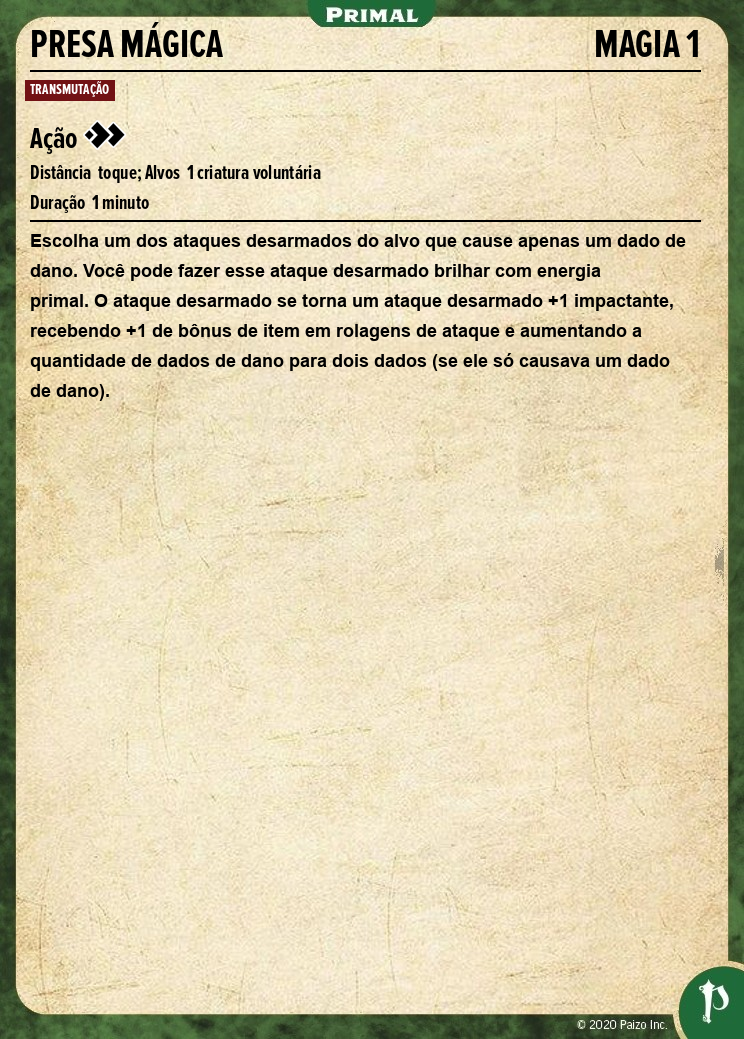 PRIMAL
PRESA MÁGICA MAGIA 1
TRANSMUTAÇÃO
Ação
Distância toque; Alvos 1 criatura voluntária
Duração 1 minuto
Escolha um dos ataques desarmados do alvo que cause apenas um dado de
dano. Você pode fazer esse ataque desarmado brilhar com energia
primal. O ataque desarmado se torna um ataque desarmado +1 impactante,
recebendo +1 de bônus de item em rolagens de ataque e aumentando a
quantidade de dados de dano para dois dados (se ele só causava um dado
de dano).
© 2020 Paizo Inc.